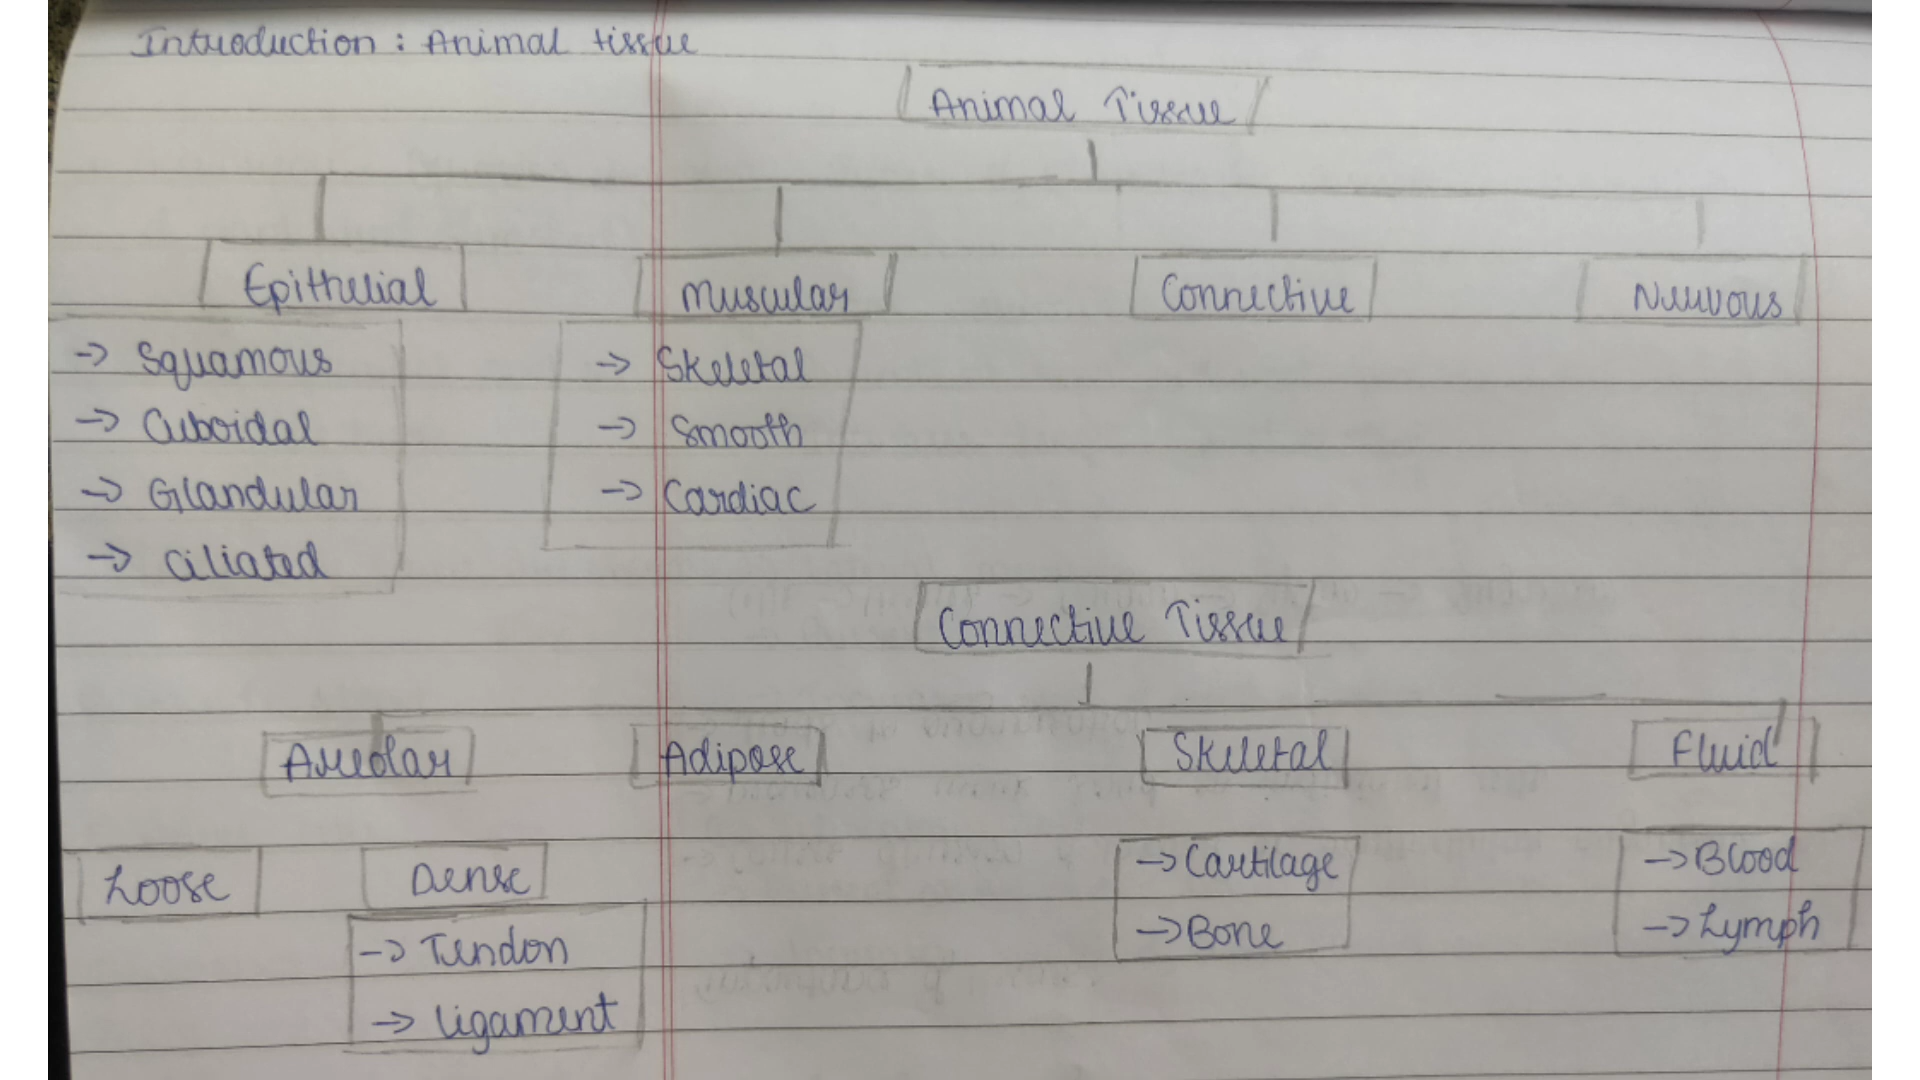 Introduction : Animal tissue
Animal Tissue
Epithelial Muscular Connective Nervous
→ Squamous → Skeletal
→ Cuboidal → Smooth
→ Glandular → Cardiac
→ Ciliated
Connective Tissue
Areolar Adipose Skeletal Fluid
Loose Dense → Cartilage → Blood
→ Tendon → Bone → Lymph
→ Ligament